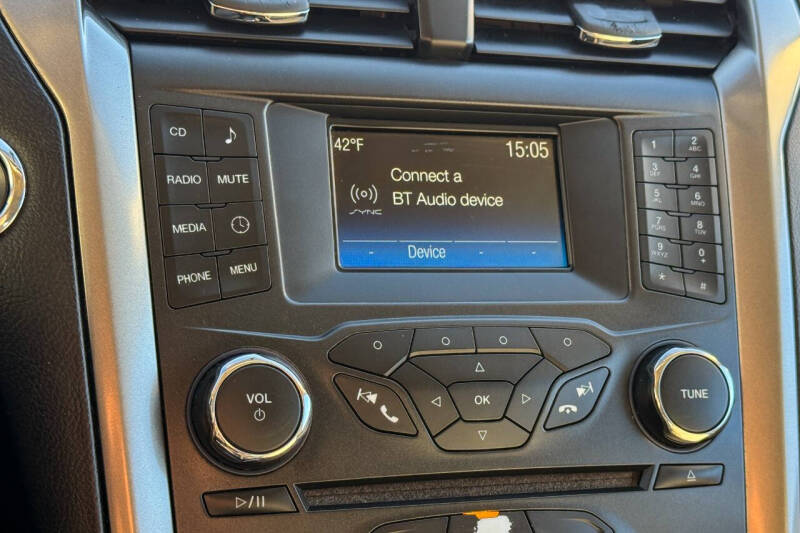 CD
RADIO MUTE
MEDIA
PHONE MENU
42°F 15:05
Connect a
BT Audio device
SYNC
- Device - -
1 2 ABC
3 DEF 4 GHI
5 JKL 6 MNO
7 PQRS 8 TUV
9 WXYZ 0 +
* #
VOL
OK
TUNE